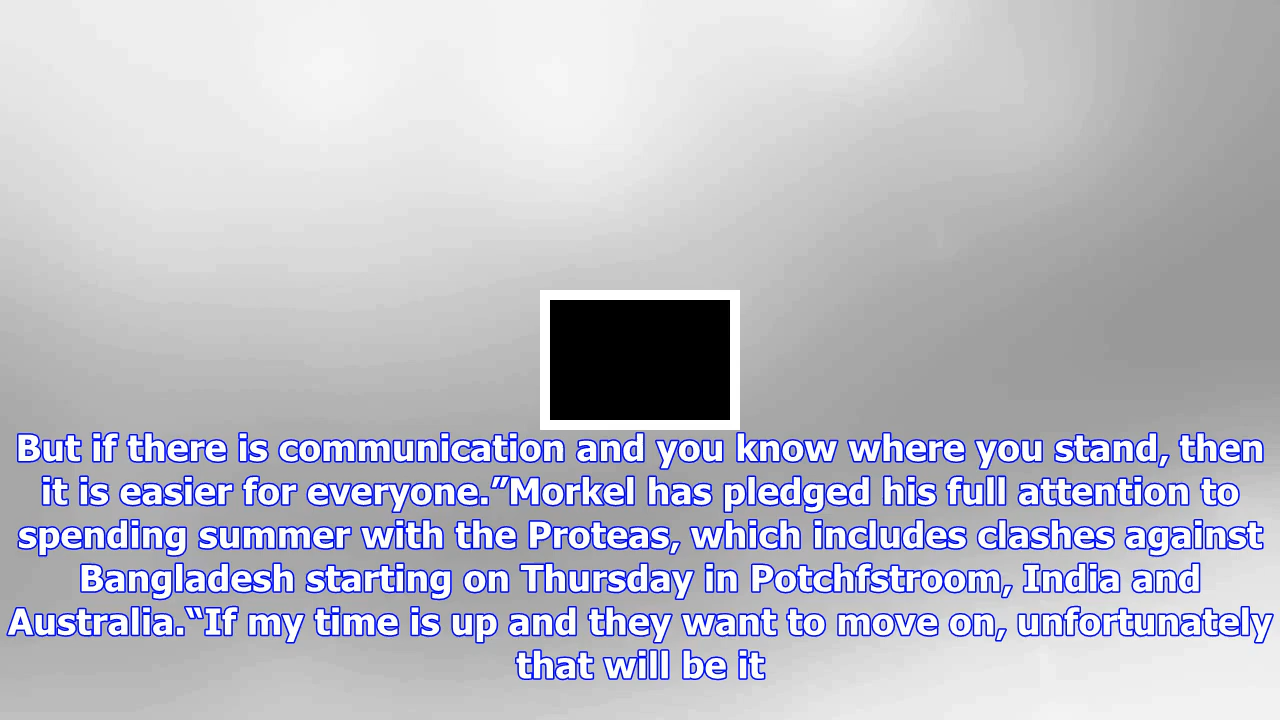 But if there is communication and you know where you stand, then
it is easier for everyone.”Morkel has pledged his full attention to
spending summer with the Proteas, which includes clashes against
Bangladesh starting on Thursday in Potchfstroom, India and
Australia.“If my time is up and they want to move on, unfortunately
that will be it